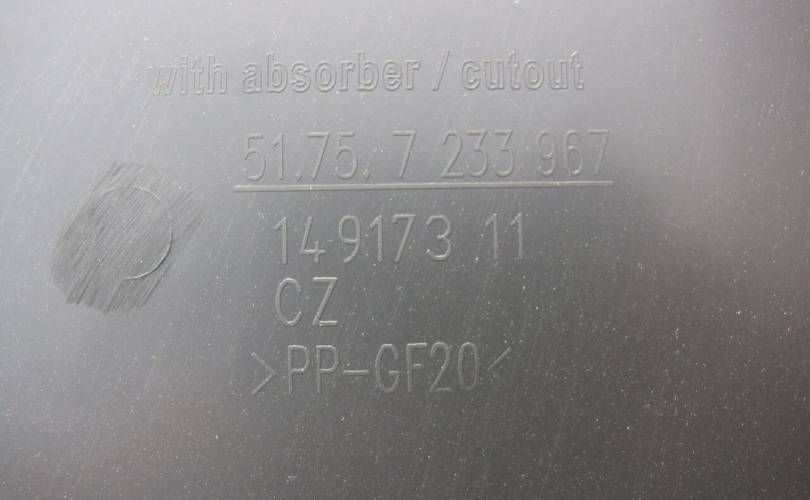 with absorber / cutout
51.75. 7 233 967
149173 11
CZ
>PP-GF20<